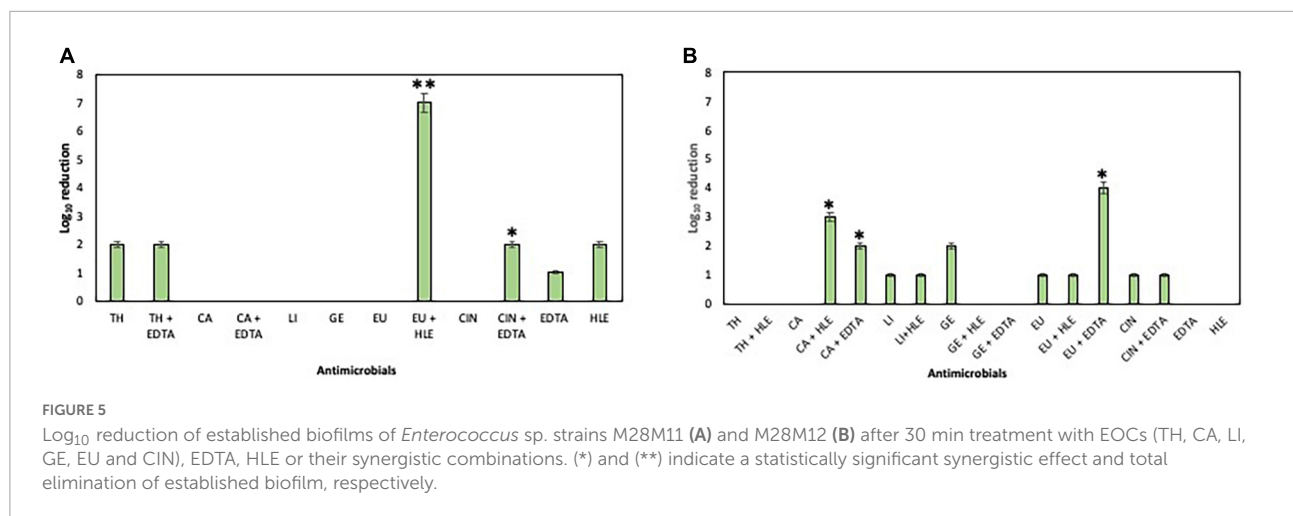 A
Log10 reduction
8
7
6
5
4
3
2
1
0
**
*
TH
TH + EDTA
CA
CA + EDTA
LI
GE
EU
EU + HLE
CIN
CIN + EDTA
EDTA
HLE
Antimicrobials
B
Log10 reduction
8
7
6
5
4
3
2
1
0
*
*
*
TH
TH + HLE
CA
CA + HLE
CA + EDTA
LI
LI+HLE
GE
GE + HLE
GE + EDTA
EU
EU + HLE
EU + EDTA
CIN
CIN + EDTA
EDTA
HLE
Antimicrobials
FIGURE 5
Log10 reduction of established biofilms of Enterococcus sp. strains M28M11 (A) and M28M12 (B) after 30 min treatment with EOCs (TH, CA, LI,
GE, EU and CIN), EDTA, HLE or their synergistic combinations. (*) and (**) indicate a statistically significant synergistic effect and total
elimination of established biofilm, respectively.